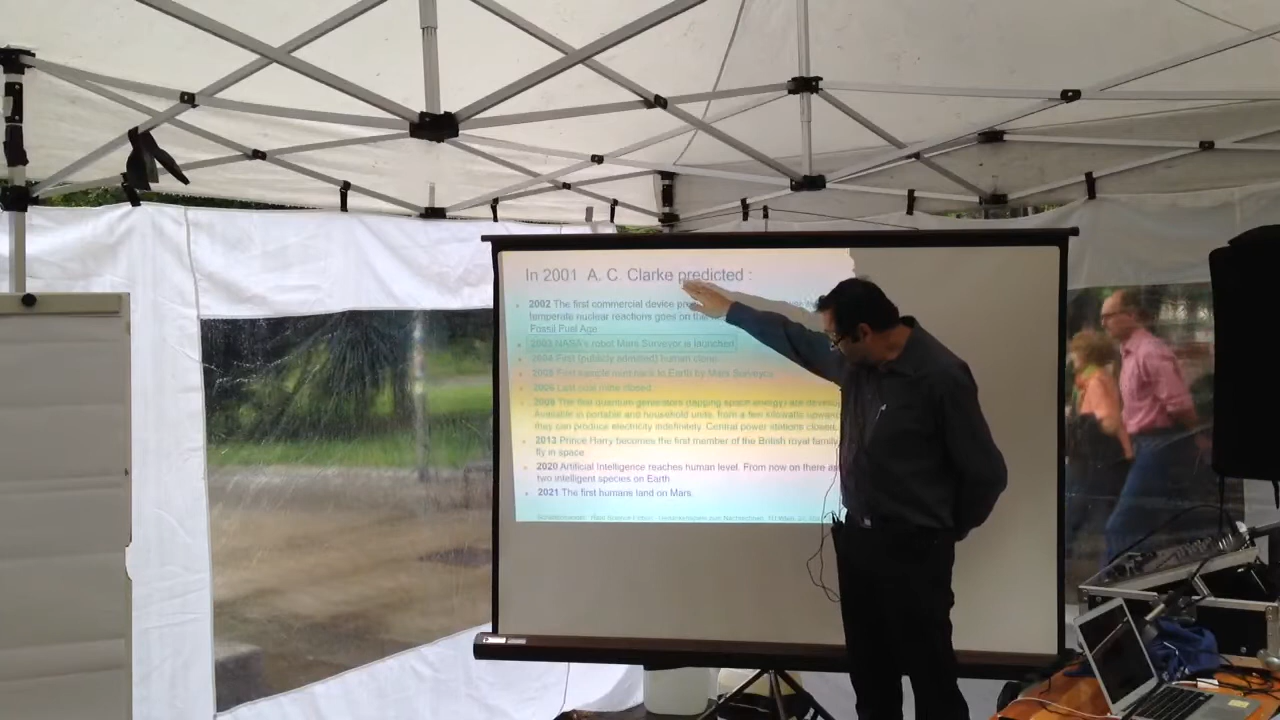 In 2001 A. C. Clarke predicted :
2002 The first commercial device
temperate nuclear reactions goes on the
Fossil Fuel Age
2003 NASA's robot Mars Surveyor is launched
2004 First (publicly admitted) human clone
2005 First sample sent back to Earth by Mars Surveyor
2006 Last coal mine closed
The first quantum generators (tapping space energy) are
Available in portable and household units, from a few kilowatts upward
they can produce electricity indefinitely. Central power stations closed
2013 Prince Harry becomes the first member of the British royal family
fly in space
2020 Artificial Intelligence reaches human level. From now on there
two intelligent species on Earth
2021 The first humans land on Mars